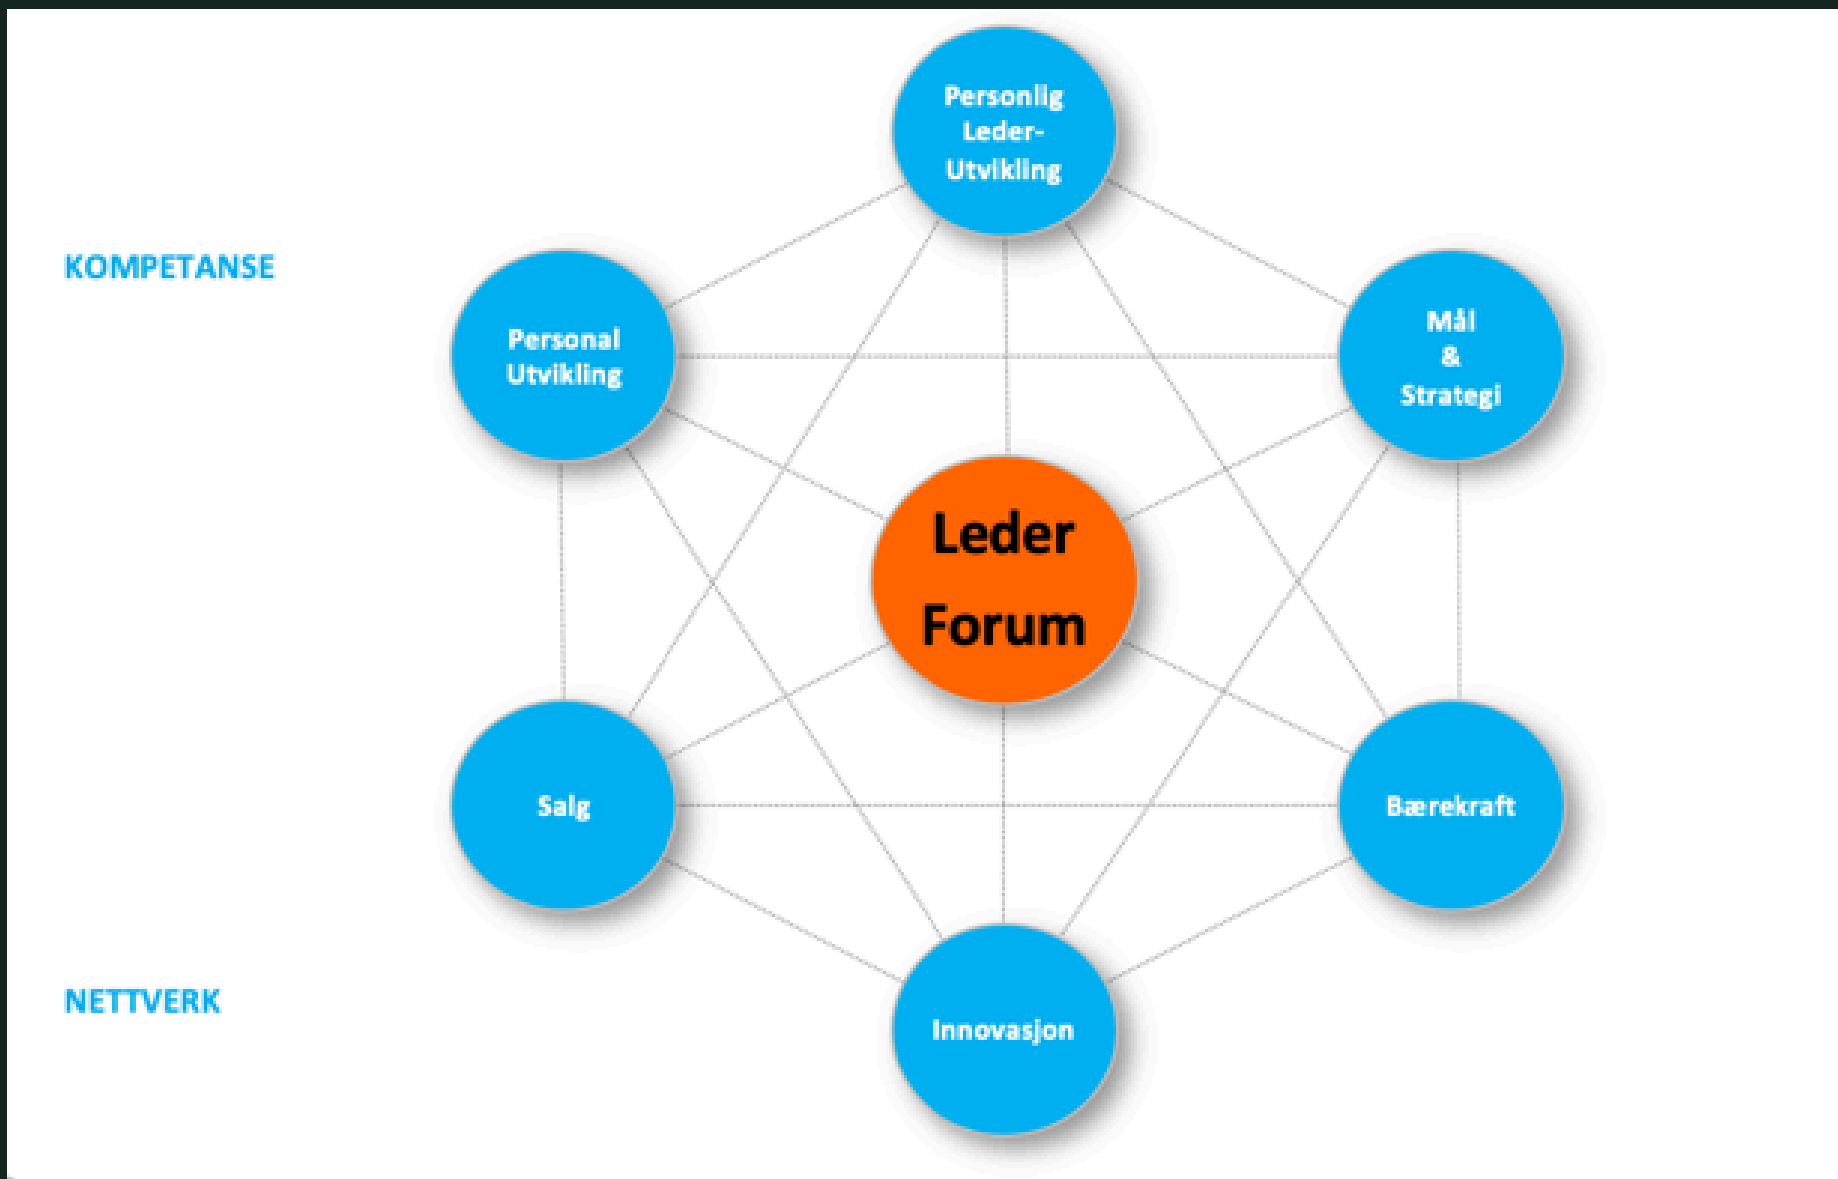 Personlig
Leder-
Utvikling
KOMPETANSE
Personal
Utvikling
Mål
&
Strategi
Leder
Forum
Salg
Bærekraft
NETTVERK
Innovasjon